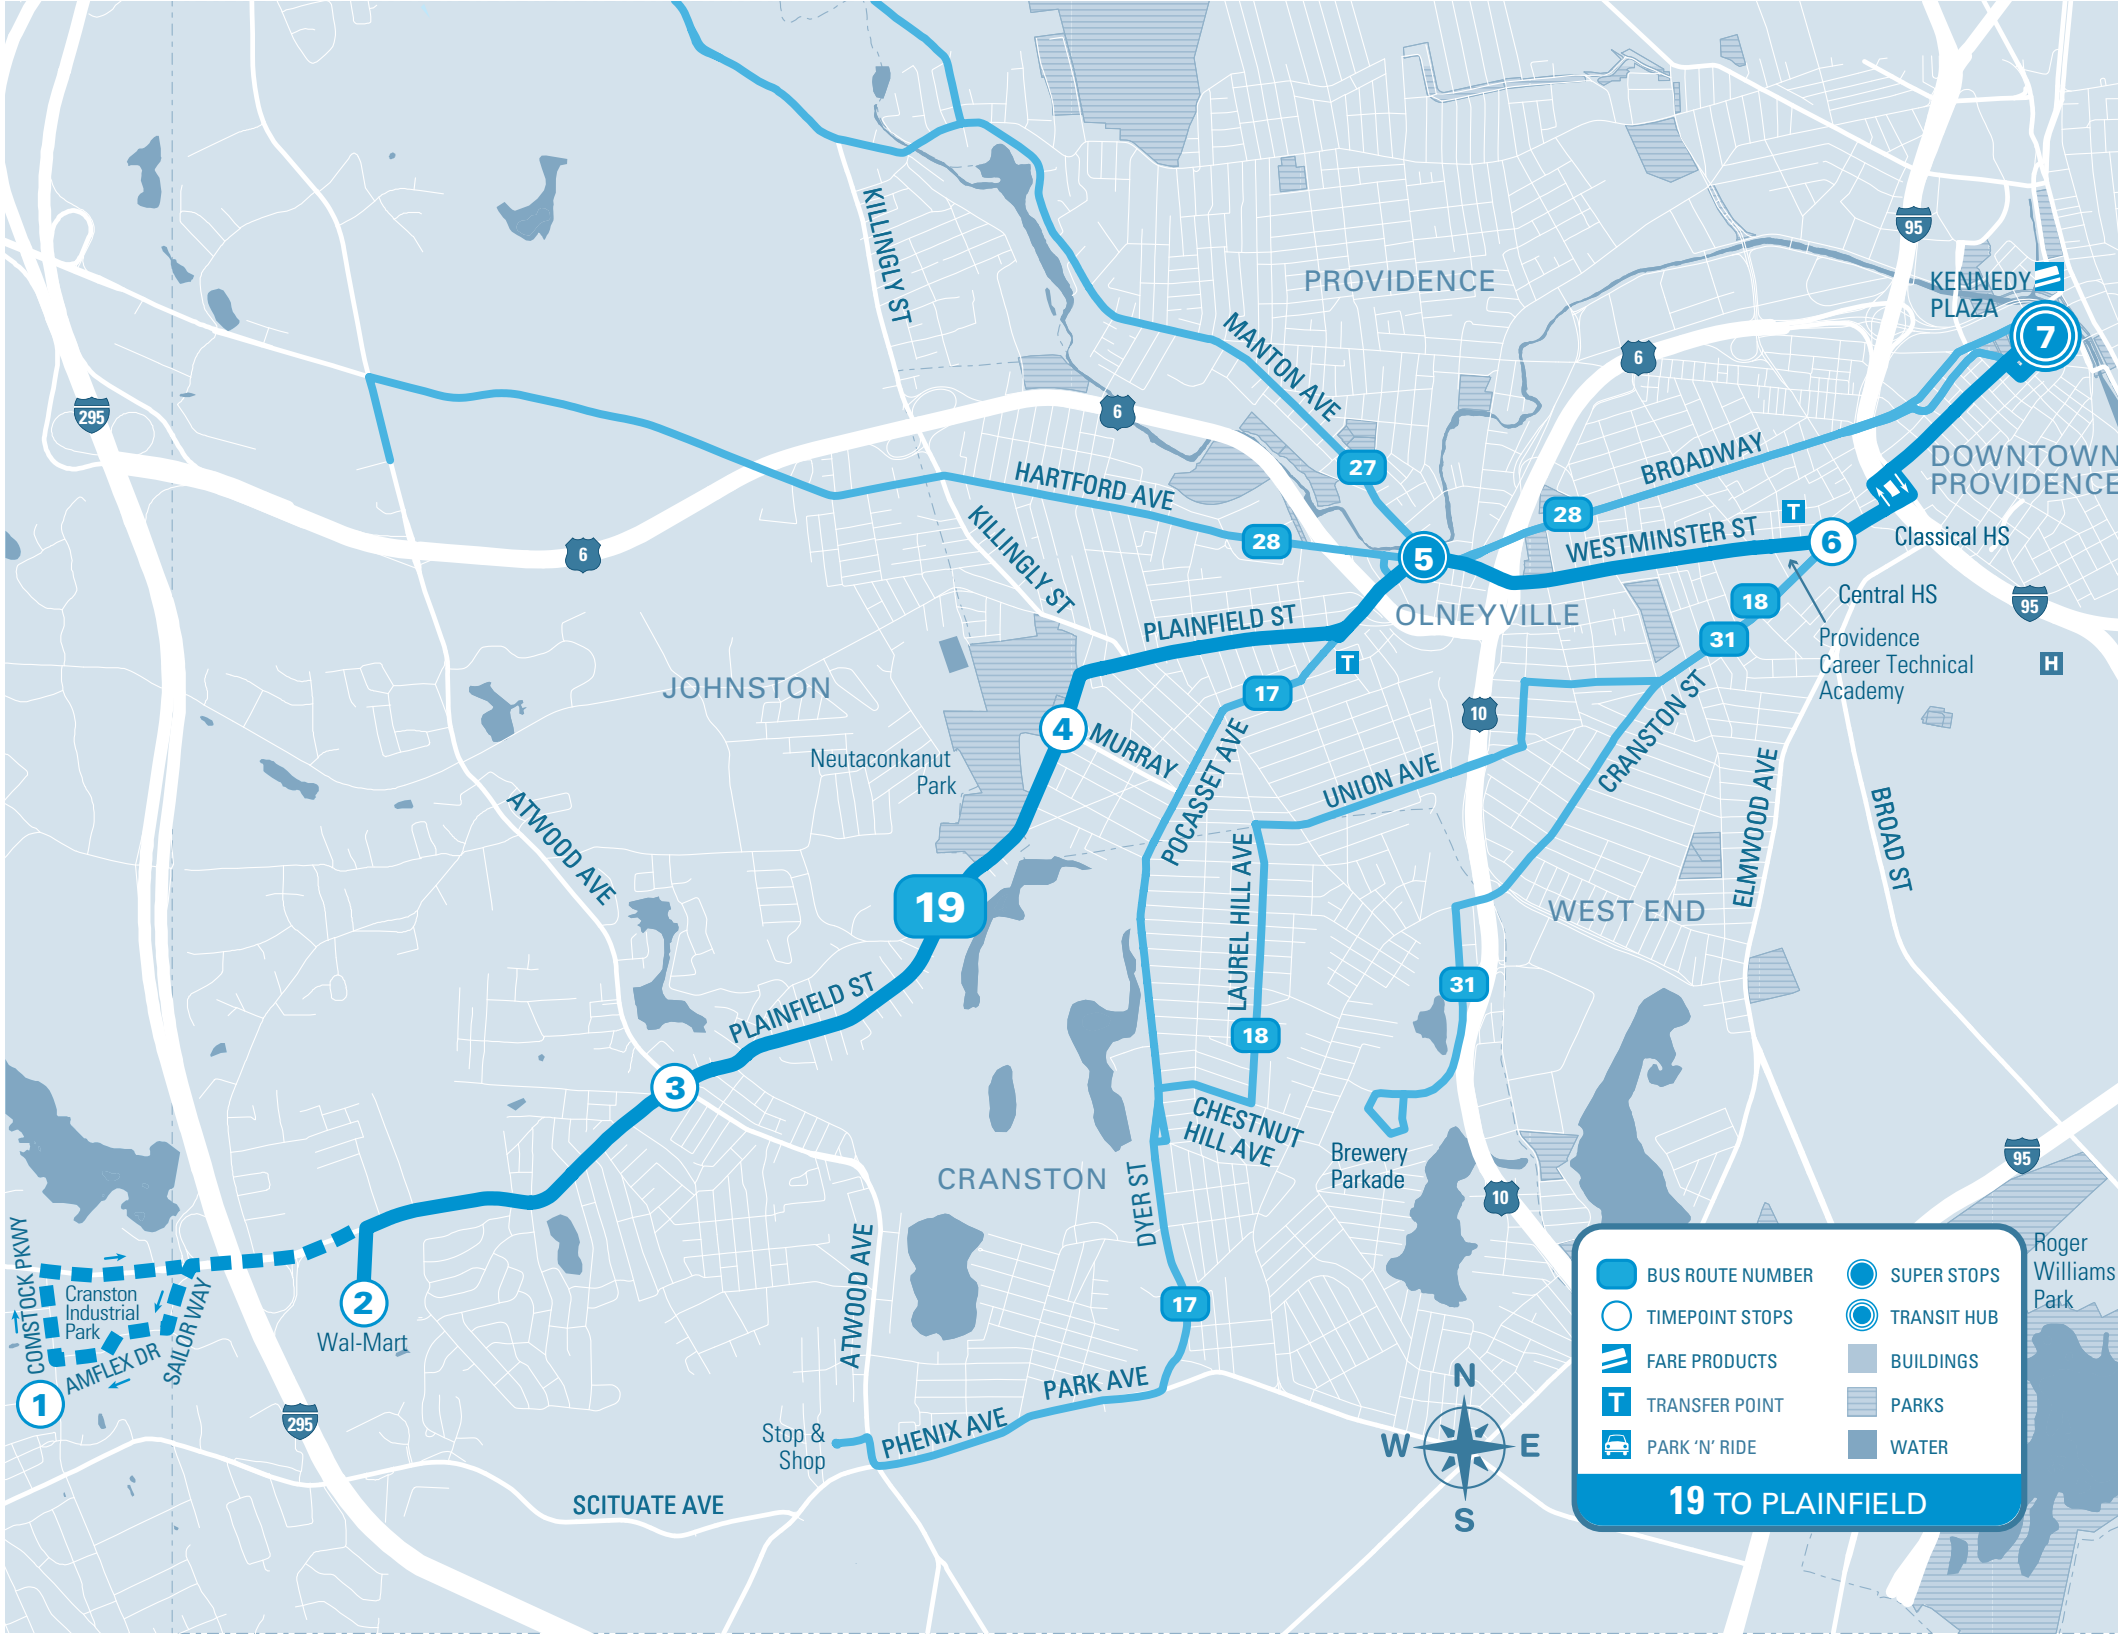 KILLINGLY ST
95
PROVIDENCE
KENNEDY
PLAZA
7
MANTON AVE
6
6
295
27
BROADWAY
DOWNTOWN
PROVIDENCE
HARTFORD AVE
28
T
28
WESTMINSTER ST
6
Classical HS
KILLINGLY ST
5
6
18
Central HS
95
OLNEYVILLE
PLAINFIELD ST
31
Providence
Career Technical
Academy
T
H
JOHNSTON
17
10
4
MURRAY
Neutaconkanut
Park
POCASSET AVE
UNION AVE
CRANSTON ST
ELMWOOD AVE
BROAD ST
ATWOOD AVE
LAUREL HILL AVE
19
WEST END
PLAINFIELD ST
31
18
3
CHESTNUT
HILL AVE
Brewery
Parkade
95
CRANSTON
DYER ST
10
COMSTOCK PKWY
Cranston
Industrial
Park
SAILOR WAY
AMFLEX DR
1
2
Wal-Mart
ATWOOD AVE
17
Roger
Williams
Park
295
PARK AVE
PHENIX AVE
Stop &
Shop
SCITUATE AVE
N
W
E
S
BUS ROUTE NUMBER
SUPER STOPS
TIMEPOINT STOPS
TRANSIT HUB
FARE PRODUCTS
BUILDINGS
T
TRANSFER POINT
PARKS
PARK ‘N’ RIDE
WATER
19 TO PLAINFIELD